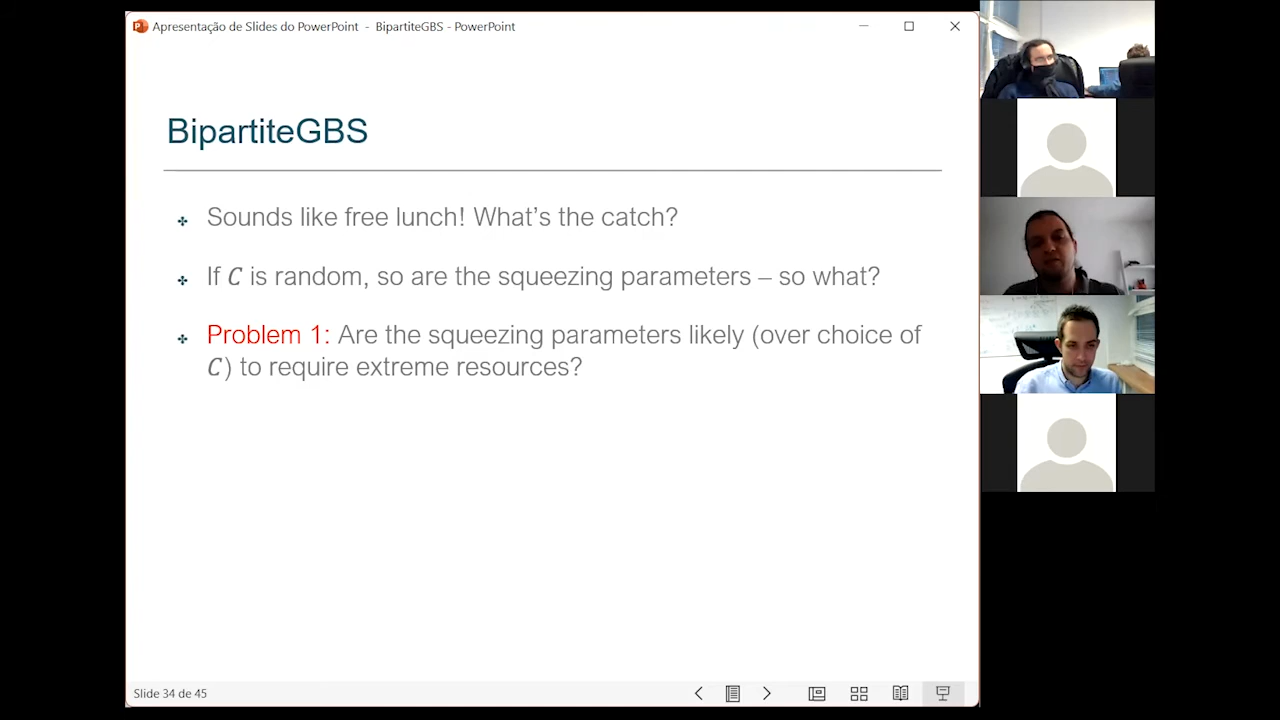 Apresentação de Slides do PowerPoint - BipartiteGBS - PowerPoint
BipartiteGBS
Sounds like free lunch! What’s the catch?
If C is random, so are the squeezing parameters – so what?
Problem 1: Are the squeezing parameters likely (over choice of
C) to require extreme resources?
Slide 34 de 45